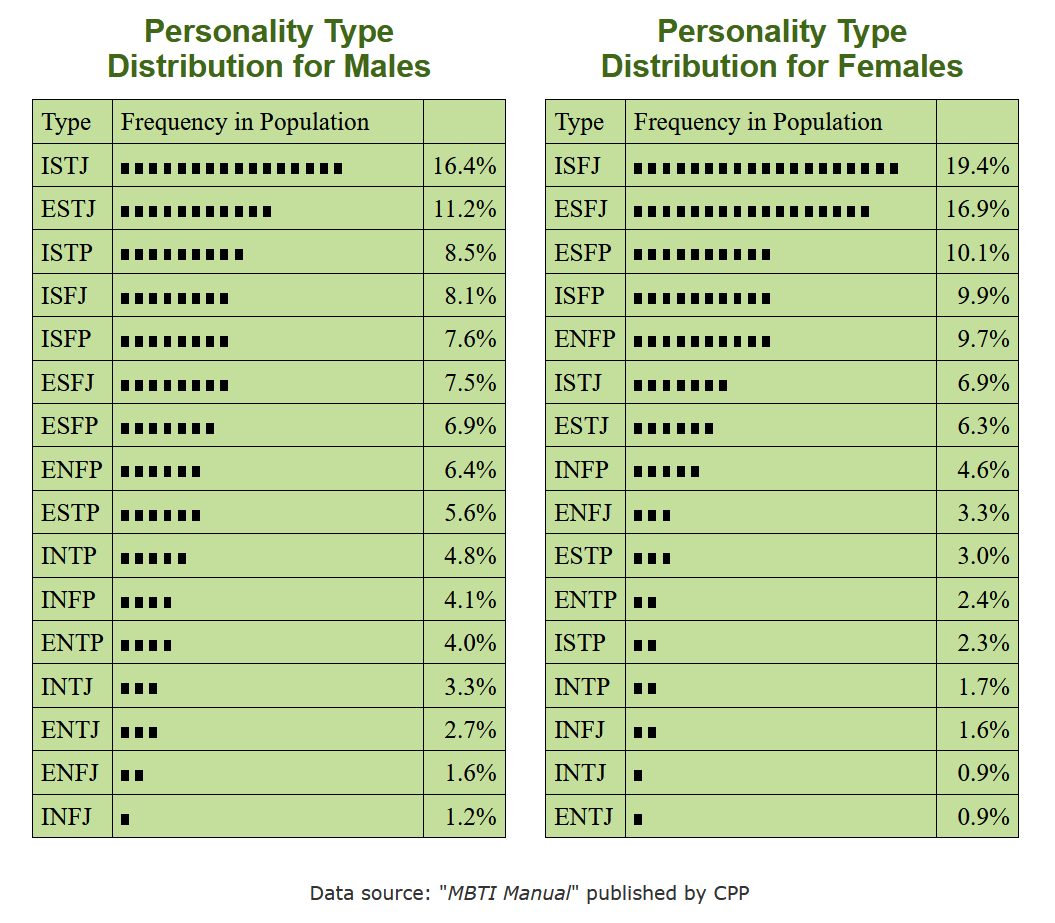 Personality Type
Distribution for Males
Type Frequency in Population
ISTJ 16.4%
ESTJ 11.2%
ISTP 8.5%
ISFJ 8.1%
ISFP 7.6%
ESFJ 7.5%
ESFP 6.9%
ENFP 6.4%
ESTP 5.6%
INTP 4.8%
INFP 4.1%
ENTP 4.0%
INTJ 3.3%
ENTJ 2.7%
ENFJ 1.6%
INFJ 1.2%
Personality Type
Distribution for Females
Type Frequency in Population
ISFJ 19.4%
ESFJ 16.9%
ESFP 10.1%
ISFP 9.9%
ENFP 9.7%
ISTJ 6.9%
ESTJ 6.3%
INFP 4.6%
ENFJ 3.3%
ESTP 3.0%
ENTP 2.4%
ISTP 2.3%
INTP 1.7%
INFJ 1.6%
INTJ 0.9%
ENTJ 0.9%
Data source: "MBTI Manual" published by CPP